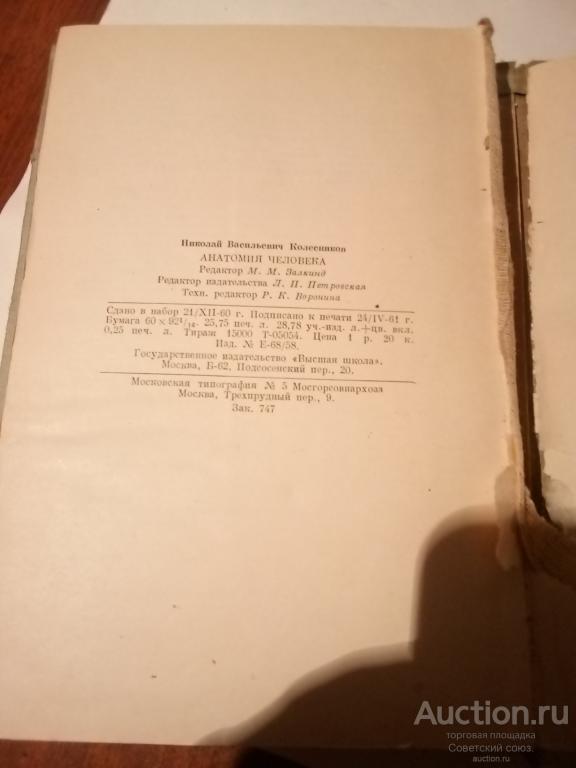 Николай Васильевич Колесников
АНАТОМИЯ ЧЕЛОВЕКА
Редактор М. М. Залкинд
Редактор издательства Л. П. Петровская
Техн. редактор Р. К. Воронина
Сдано в набор 21/XII-60 г. Подписано к печати 24/IV-61 г.
Бумага 60×92¹/₁₆. 25,75 печ. л. 28,78 уч.-изд. л.+цв. вкл.
0,25 печ. л. Тираж 15000 Т-05054. Цена 1 р. 20 к.
Изд. № Е-68/58.
Государственное издательство «Высшая школа».
Москва, Б-62, Подсосенский пер., 20.
Московская типография № 5 Мосгорсовнархоза
Москва, Трехпрудный пер., 9.
Зак. 747
Auction.ru
торговая площадка
Советский союз.
auction.ru